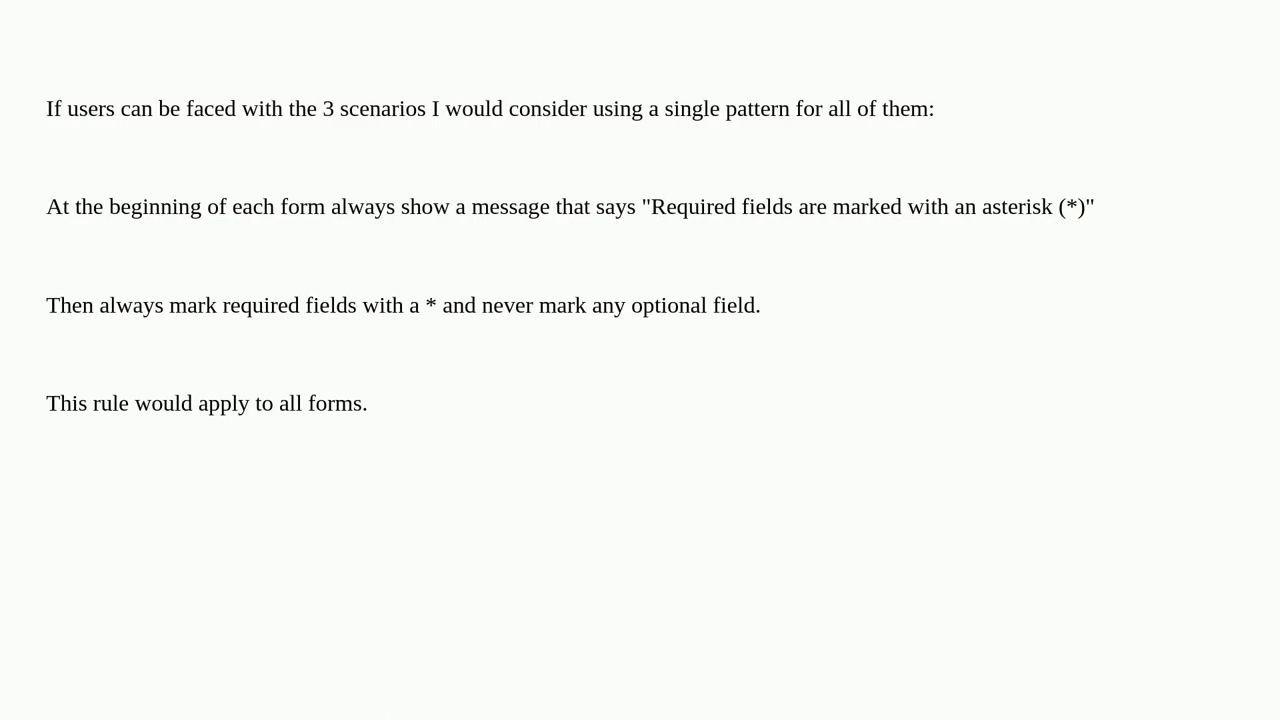 If users can be faced with the 3 scenarios I would consider using a single pattern for all of them:
At the beginning of each form always show a message that says "Required fields are marked with an asterisk (*)"
Then always mark required fields with a * and never mark any optional field.
This rule would apply to all forms.